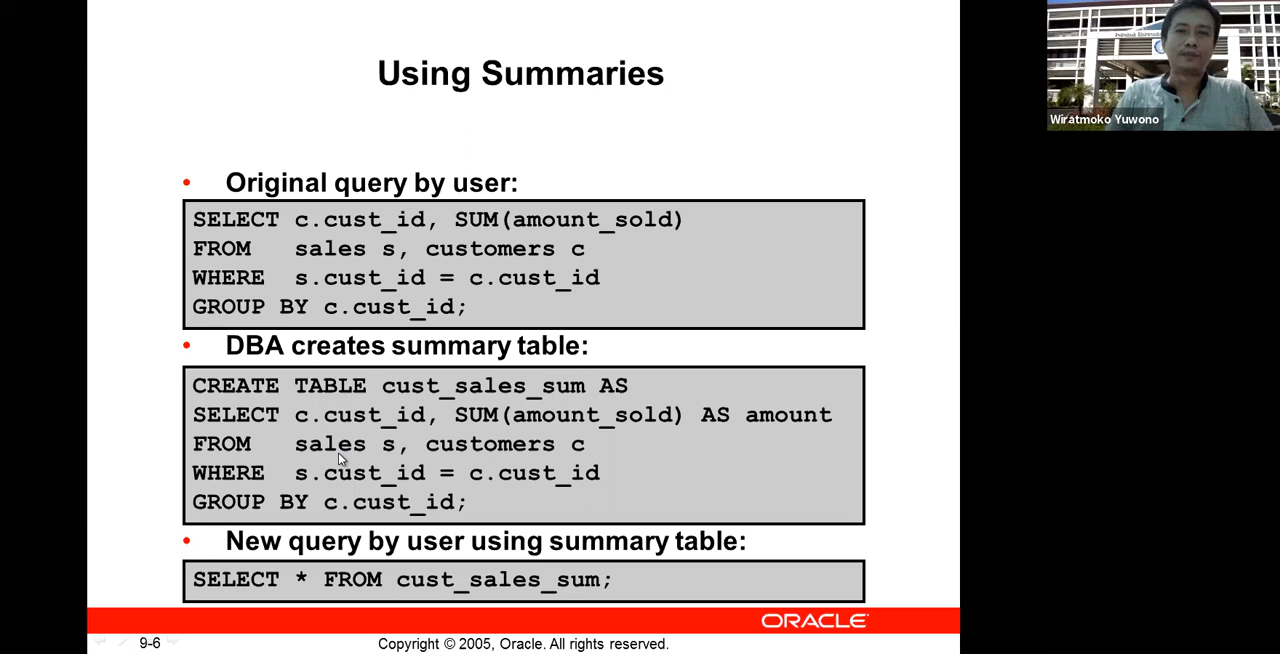 Using Summaries
Wiratmoko Yuwono
• Original query by user:
SELECT c.cust_id, SUM(amount_sold)
FROM sales s, customers c
WHERE s.cust_id = c.cust_id
GROUP BY c.cust_id;
• DBA creates summary table:
CREATE TABLE cust_sales_sum AS
SELECT c.cust_id, SUM(amount_sold) AS amount
FROM sales s, customers c
WHERE s.cust_id = c.cust_id
GROUP BY c.cust_id;
• New query by user using summary table:
SELECT * FROM cust_sales_sum;
ORACLE
9-6 Copyright © 2005, Oracle. All rights reserved.